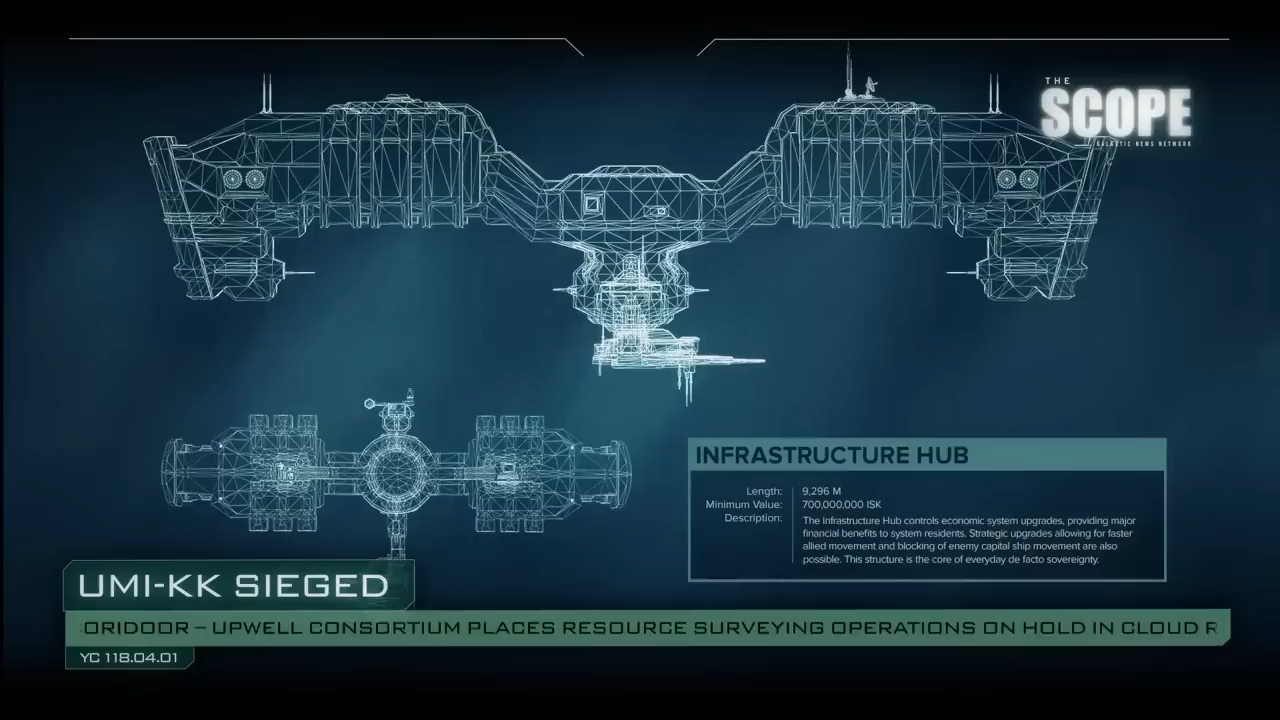 THE
SCOPE
GALACTIC NEWS NETWORK
INFRASTRUCTURE HUB
Length: 9,296 M
Minimum Value: 700,000,000 ISK
Description: The Infrastructure Hub controls economic system upgrades, providing major
financial benefits to system residents. Strategic upgrades allowing for faster
allied movement and blocking of enemy capital ship movement are also
possible. This structure is the core of everyday de facto sovereignty.
UMI-KK SIEGED
ORIDOOR – UPWELL CONSORTIUM PLACES RESOURCE SURVEYING OPERATIONS ON HOLD IN CLOUD R
YC 118.04.01